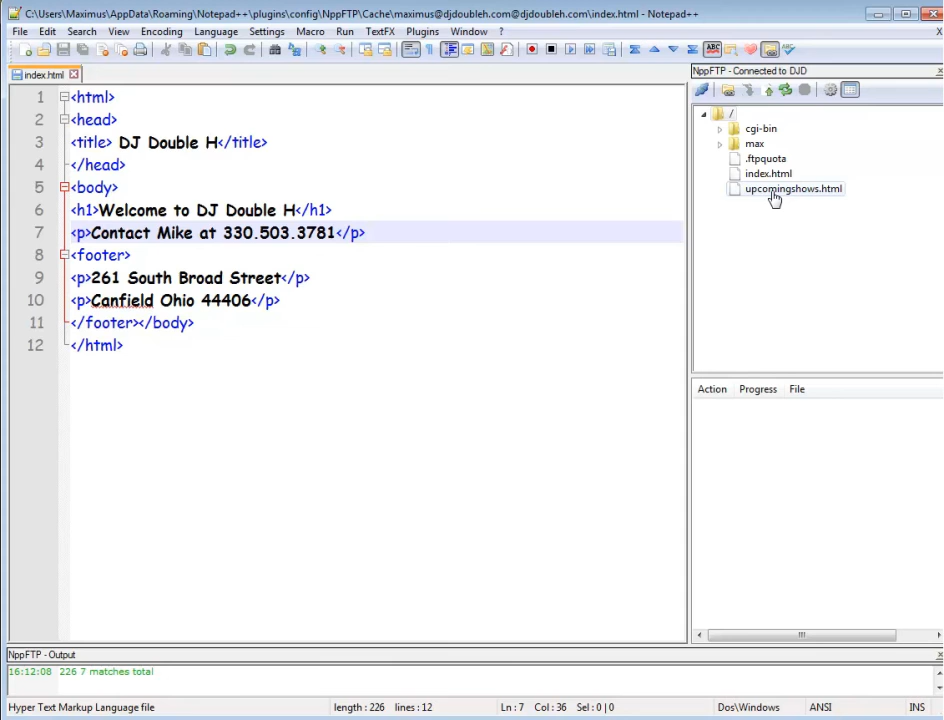 C:\Users\Maximus\AppData\Roaming\Notepad++\plugins\config\NppFTP\Cache\maximus@djdoubleh.com@djdoubleh.com\index.html - Notepad++
File Edit Search View Encoding Language Settings Macro Run TextFX Plugins Window ? X
index.html
NppFTP - Connected to DJD
1 <html>
2 <head>
3 <title> DJ Double H</title>
4 </head>
5 <body>
6 <h1>Welcome to DJ Double H</h1>
7 <p>Contact Mike at 330.503.3781</p>
8 <footer>
9 <p>261 South Broad Street</p>
10 <p>Canfield Ohio 44406</p>
11 </footer></body>
12 </html>
/
cgi-bin
max
.ftpquota
index.html
upcomingshows.html
Action Progress File
NppFTP - Output
16:12:08 226 7 matches total
Hyper Text Markup Language file length : 226 lines : 12 Ln : 7 Col : 36 Sel : 0 | 0 Dos\Windows ANSI INS